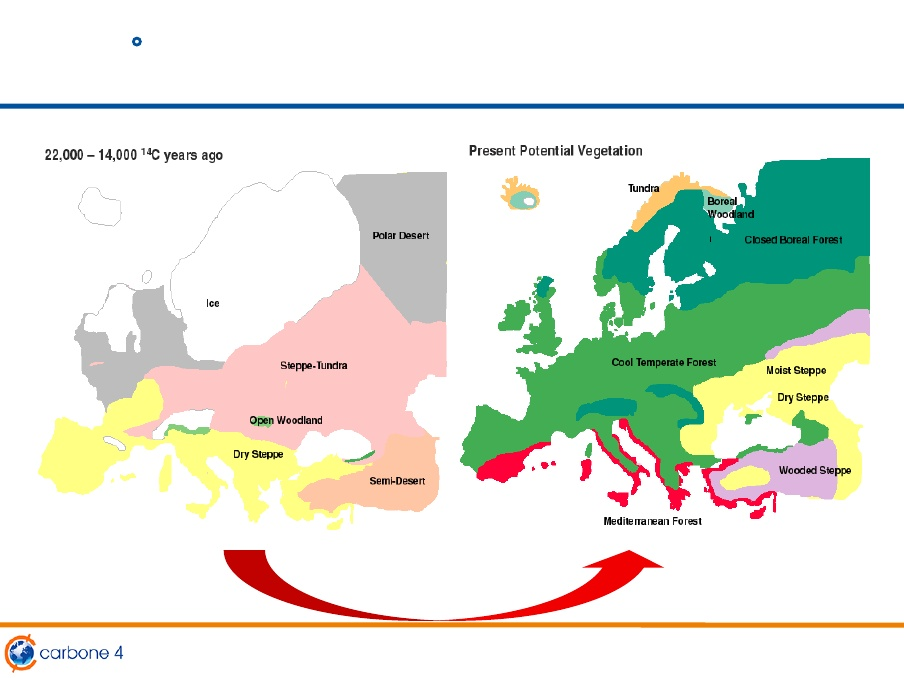 22,000 – 14,000 ¹⁴C years ago
Polar Desert
Ice
Steppe-Tundra
Open Woodland
Dry Steppe
Semi-Desert
Present Potential Vegetation
Tundra
Boreal
Woodland
Closed Boreal Forest
Cool Temperate Forest
Moist Steppe
Dry Steppe
Wooded Steppe
Mediterranean Forest
carbone 4